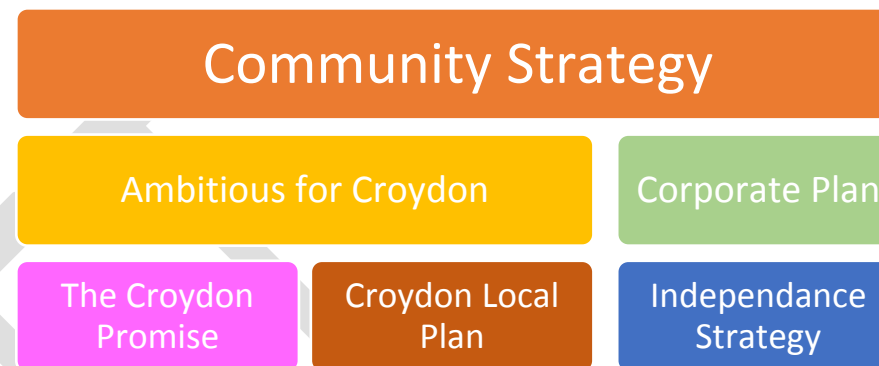 Community Strategy
Ambitious for Croydon
Corporate Plan
The Croydon
Promise
Croydon Local
Plan
Independance
Strategy